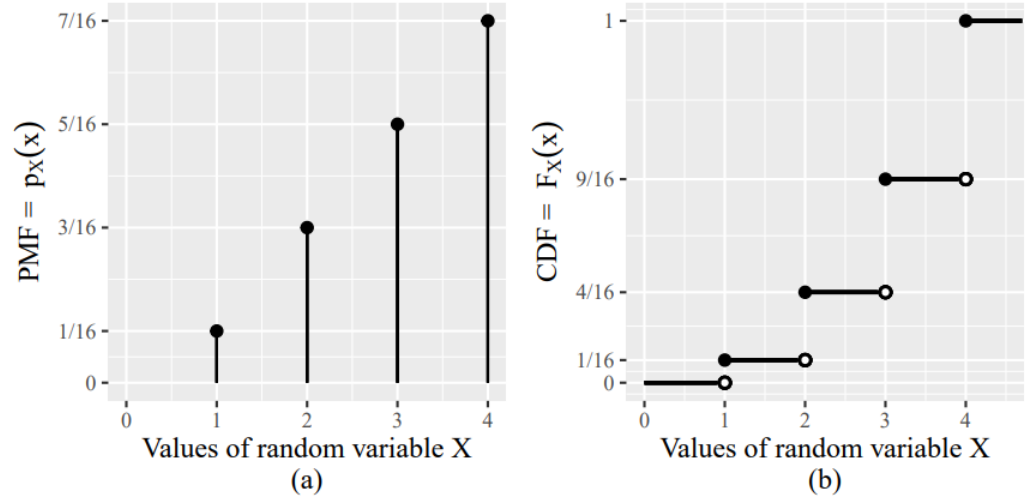 7/16
5/16
3/16
1/16
0
PMF = pX(x)
0 1 2 3 4
Values of random variable X
(a)
1
9/16
4/16
1/16
0
CDF = FX(x)
0 1 2 3 4
Values of random variable X
(b)